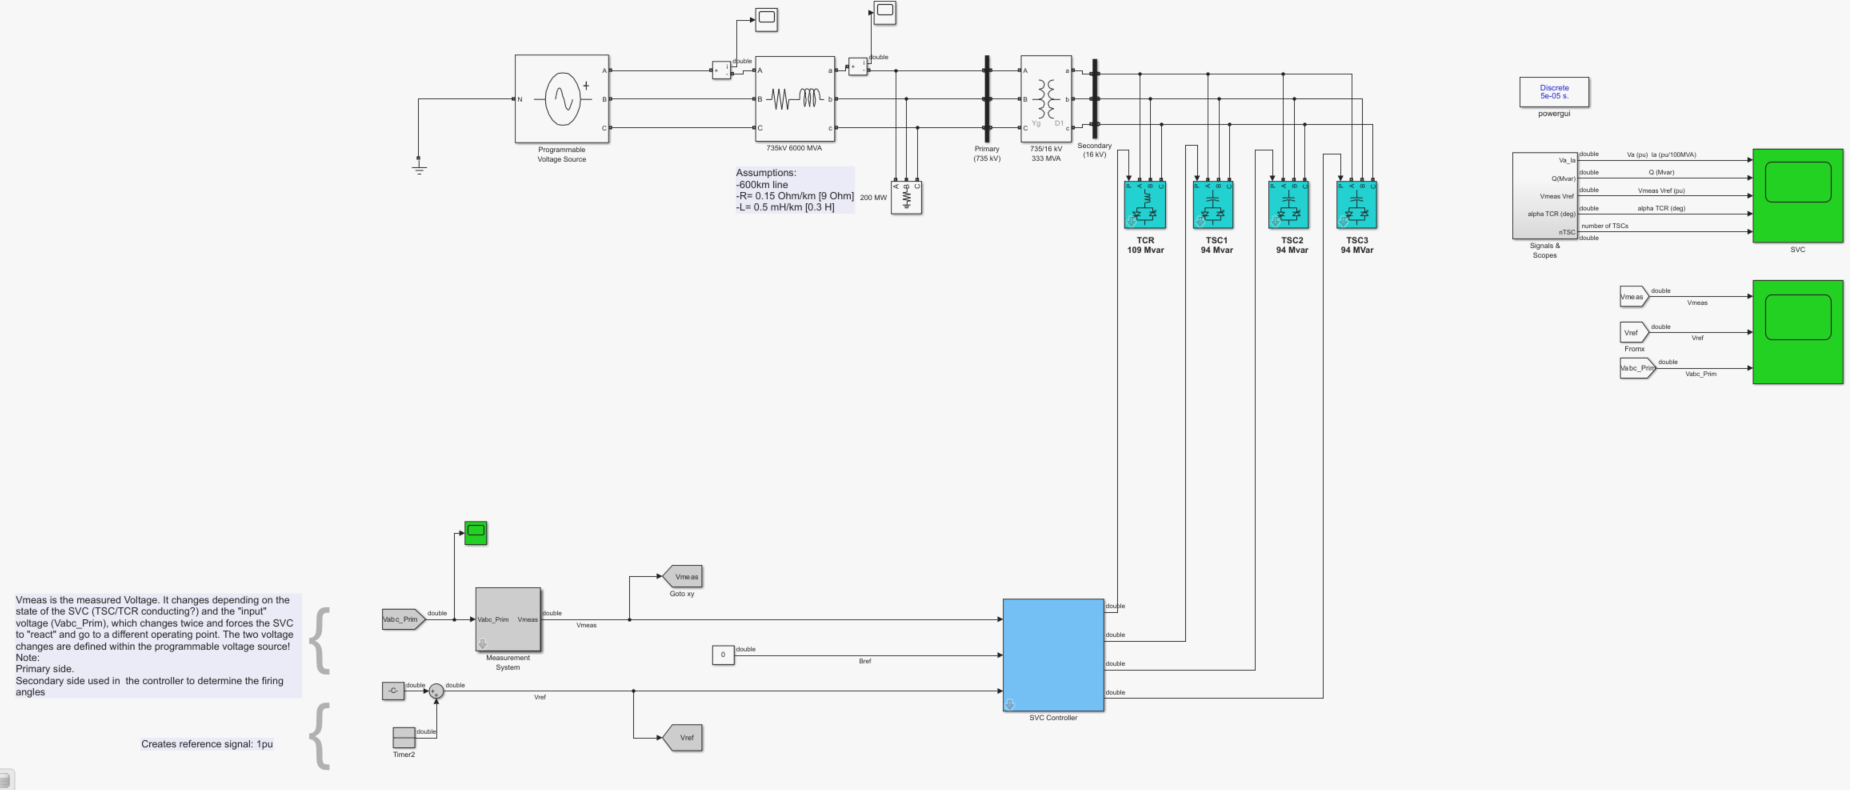 double
double
A
B
C
N
+
i
+
-
A
B
C
a
b
c
i
+
-
Programmable
Voltage Source
735kV 6000 MVA
Assumptions:
-600km line
-R= 0.15 Ohm/km [9 Ohm]
-L= 0.5 mH/km [0.3 H]
200 MW
A
B
C
Primary
(735 kV)
A
B
C
a
b
c
Yg
D1
735/16 kV
333 MVA
Secondary
(16 kV)
P A B C
P A B C
P A B C
P A B C
TCR
109 Mvar
TSC1
94 Mvar
TSC2
94 Mvar
TSC3
94 MVar
Discrete
5e-05 s.
powergui
Va_Ia
double
Va (pu) Ia (pu/100MVA)
Q(Mvar)
double
Q (Mvar)
Vmeas Vref
double
Vmeas Vref (pu)
alpha TCR (deg)
double
alpha TCR (deg)
nTSC
number of TSCs
double
Signals &
Scopes
SVC
Vmeas
double
Vmeas
Vref
double
Vref
Fromx
Vabc_Prim
double
Vabc_Prim
Vmeas is the measured Voltage. It changes depending on the
state of the SVC (TSC/TCR conducting?) and the "input"
voltage (Vabc_Prim), which changes twice and forces the SVC
to "react" and go to a different operating point. The two voltage
changes are defined within the programmable voltage source!
Note:
Primary side.
Secondary side used in the controller to determine the firing
angles
{
Vabc_Prim
double
Vabc_Prim
Vmeas
double
Vmeas
Measurement
System
Vmeas
Goto xy
0
double
Bref
-C-
double
double
Vref
Vref
double
Timer2
Creates reference signal: 1pu
{
double
double
double
double
SVC Controller